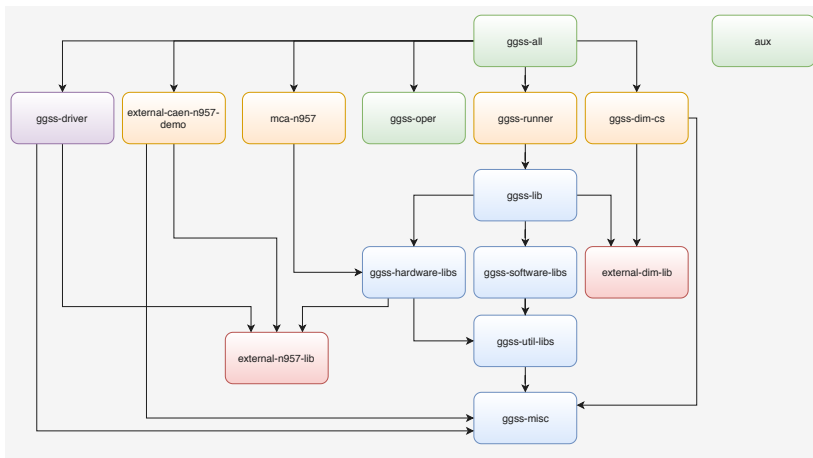 ggss-all
aux
ggss-driver
external-caen-n957-
demo
mca-n957
ggss-oper
ggss-runner
ggss-dim-cs
ggss-lib
ggss-hardware-libs
ggss-software-libs
external-dim-lib
ggss-util-libs
external-n957-lib
ggss-misc